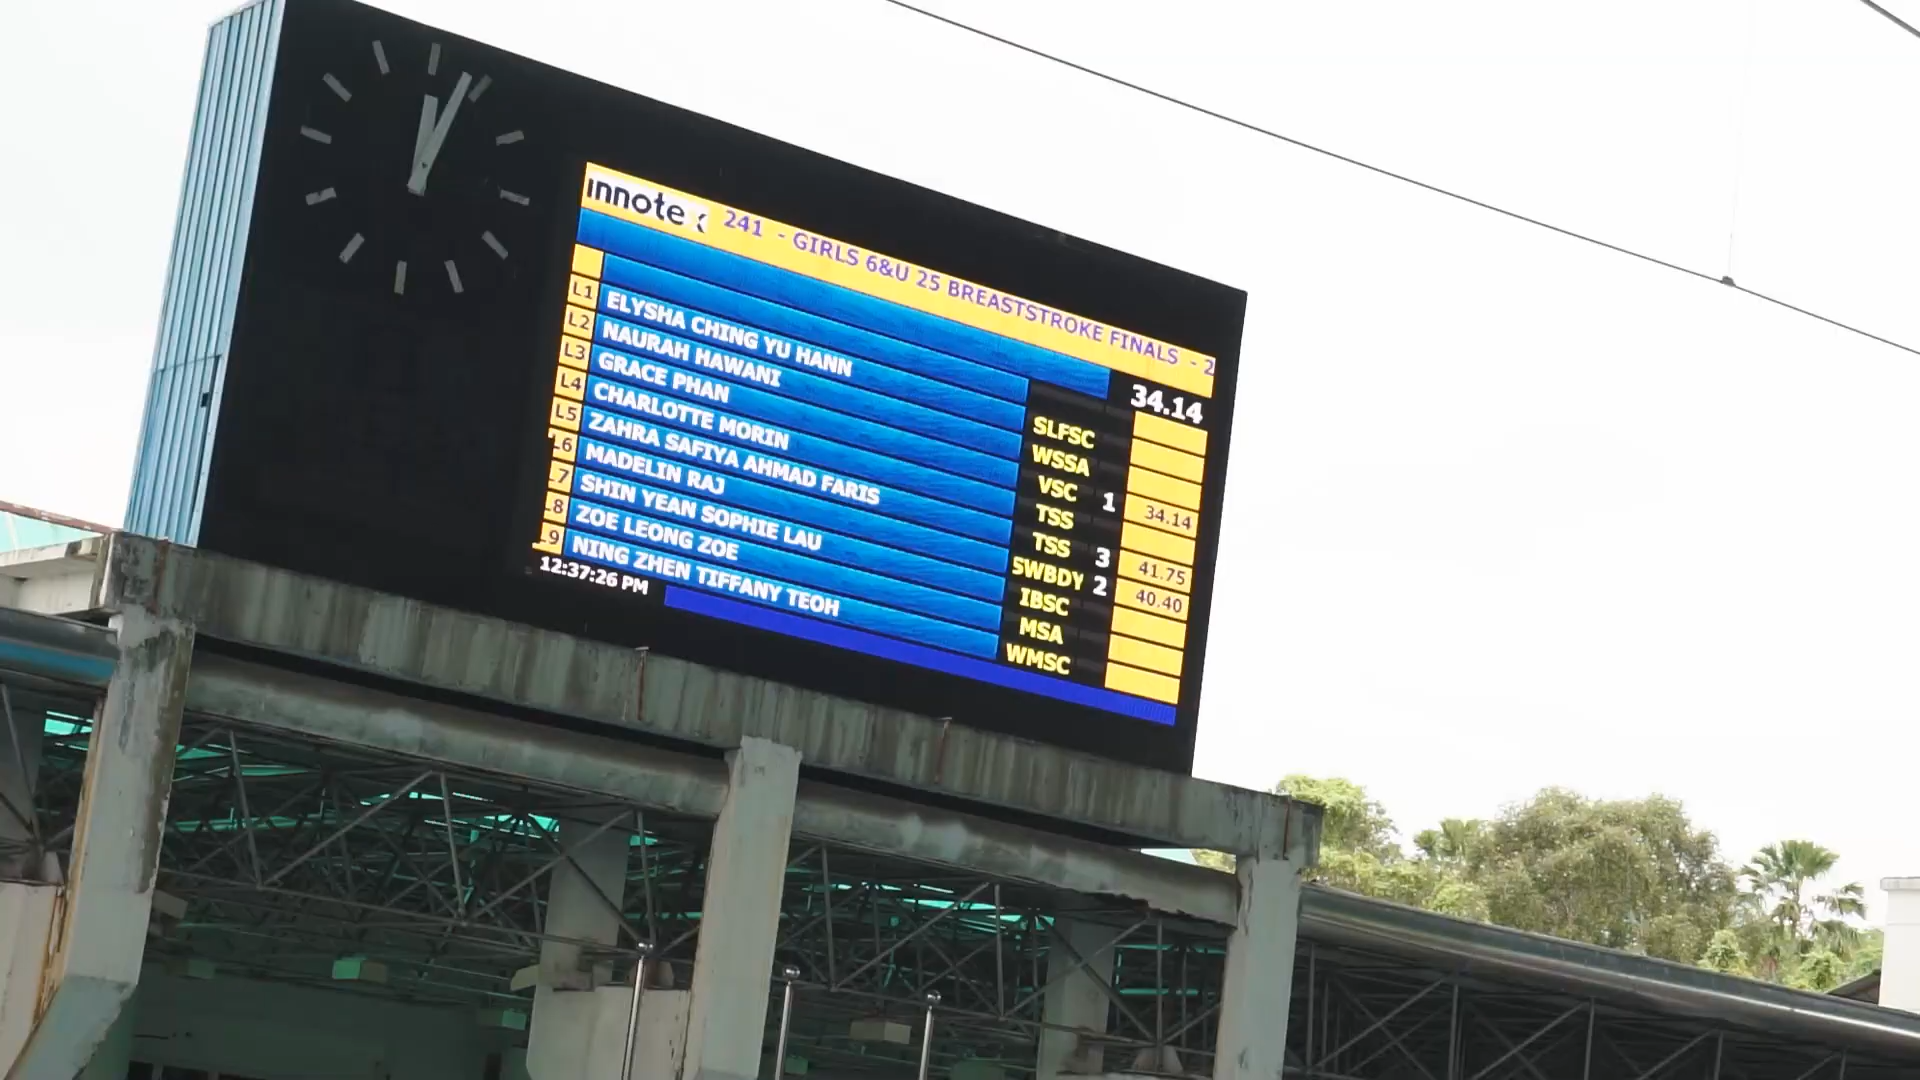 innotex 241 - GIRLS 6&U 25 BREASTSTROKE FINALS - 2
34.14
L1 ELYSHA CHING YU HANN SLFSC
L2 NAURAH HAWANI WSSA
L3 GRACE PHAN VSC 1 34.14
L4 CHARLOTTE MORIN TSS
L5 ZAHRA SAFIYA AHMAD FARIS TSS 3 41.75
L6 MADELIN RAJ SWBDY 2 40.40
L7 SHIN YEAN SOPHIE LAU IBSC
L8 ZOE LEONG ZOE MSA
L9 NING ZHEN TIFFANY TEOH WMSC
12:37:26 PM